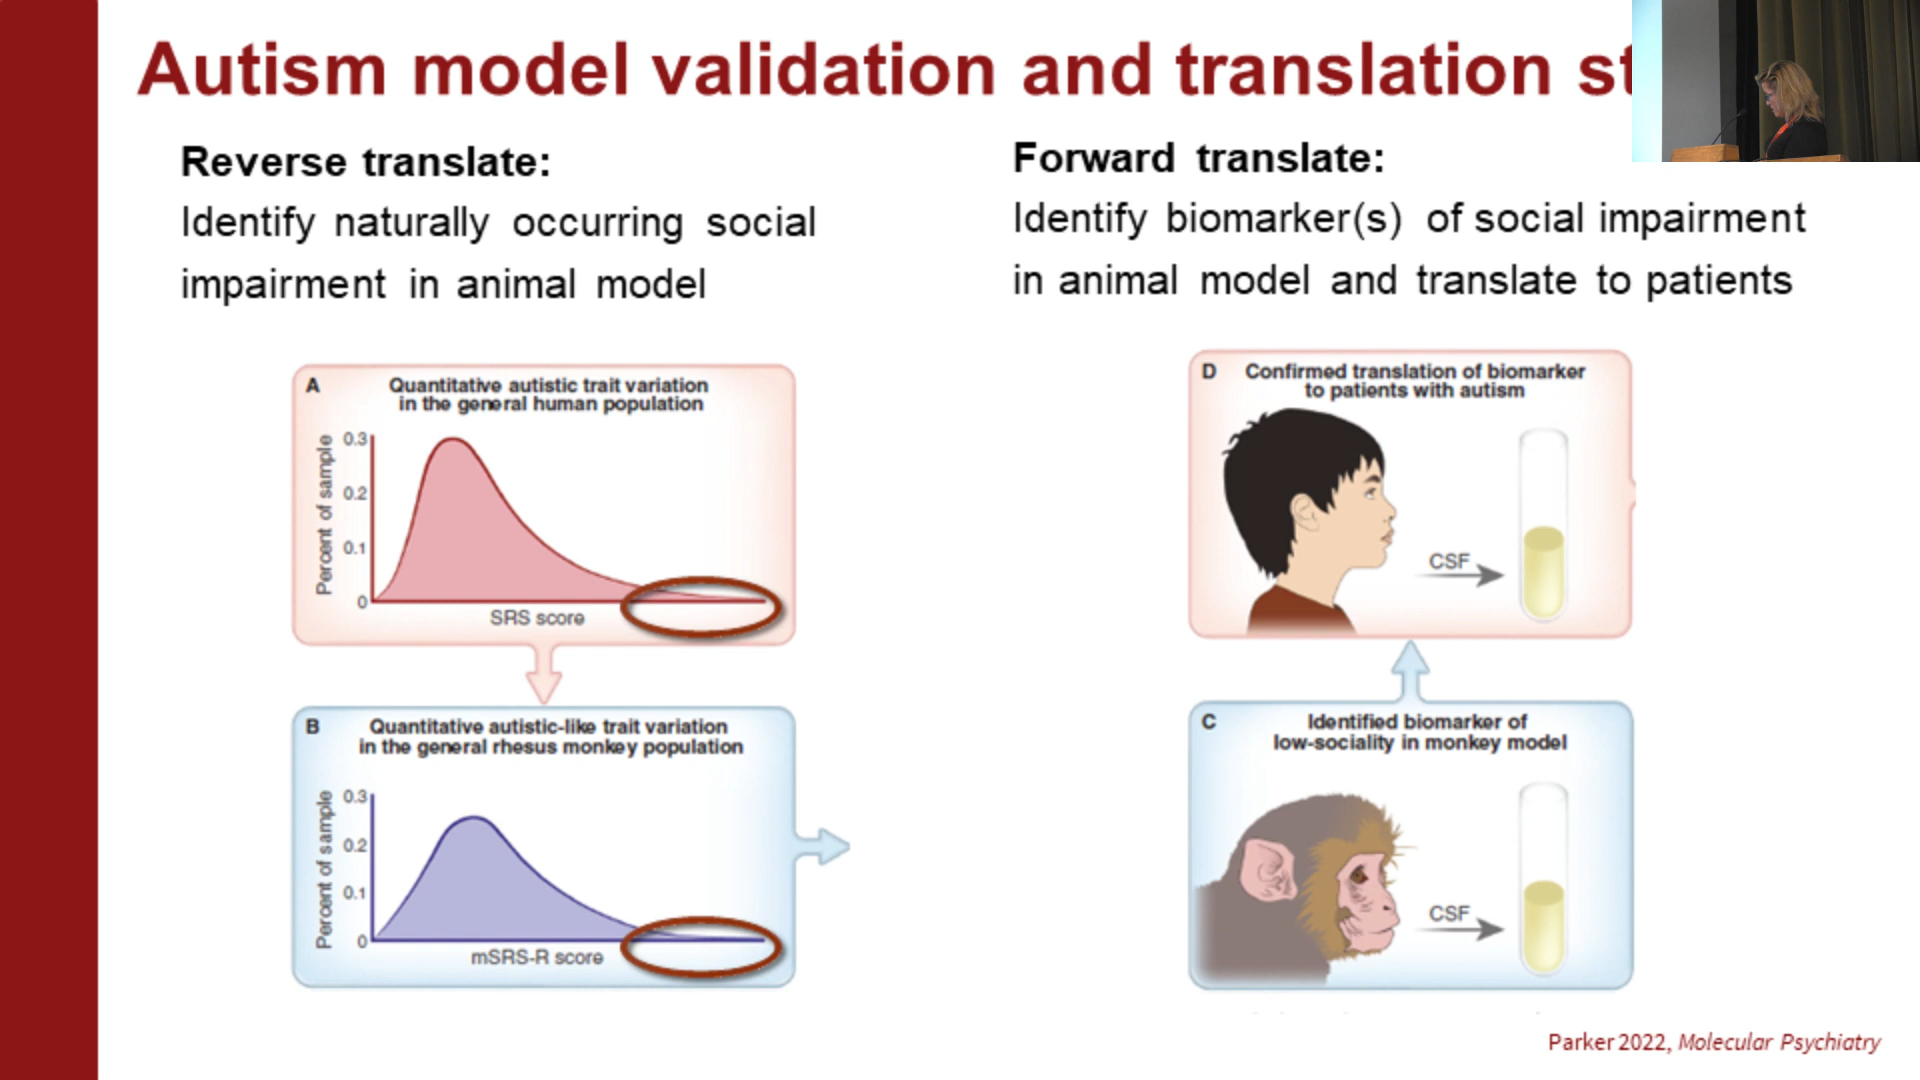 Autism model validation and translation st
Reverse translate:
Identify naturally occurring social
impairment in animal model
Forward translate:
Identify biomarker(s) of social impairment
in animal model and translate to patients
A
Quantitative autistic trait variation
in the general human population
Percent of sample
0.3
0.2
0.1
0
SRS score
B
Quantitative autistic-like trait variation
in the general rhesus monkey population
Percent of sample
0.3
0.2
0.1
0
mSRS-R score
D
Confirmed translation of biomarker
to patients with autism
CSF
C
Identified biomarker of
low-sociality in monkey model
CSF
Parker 2022, Molecular Psychiatry